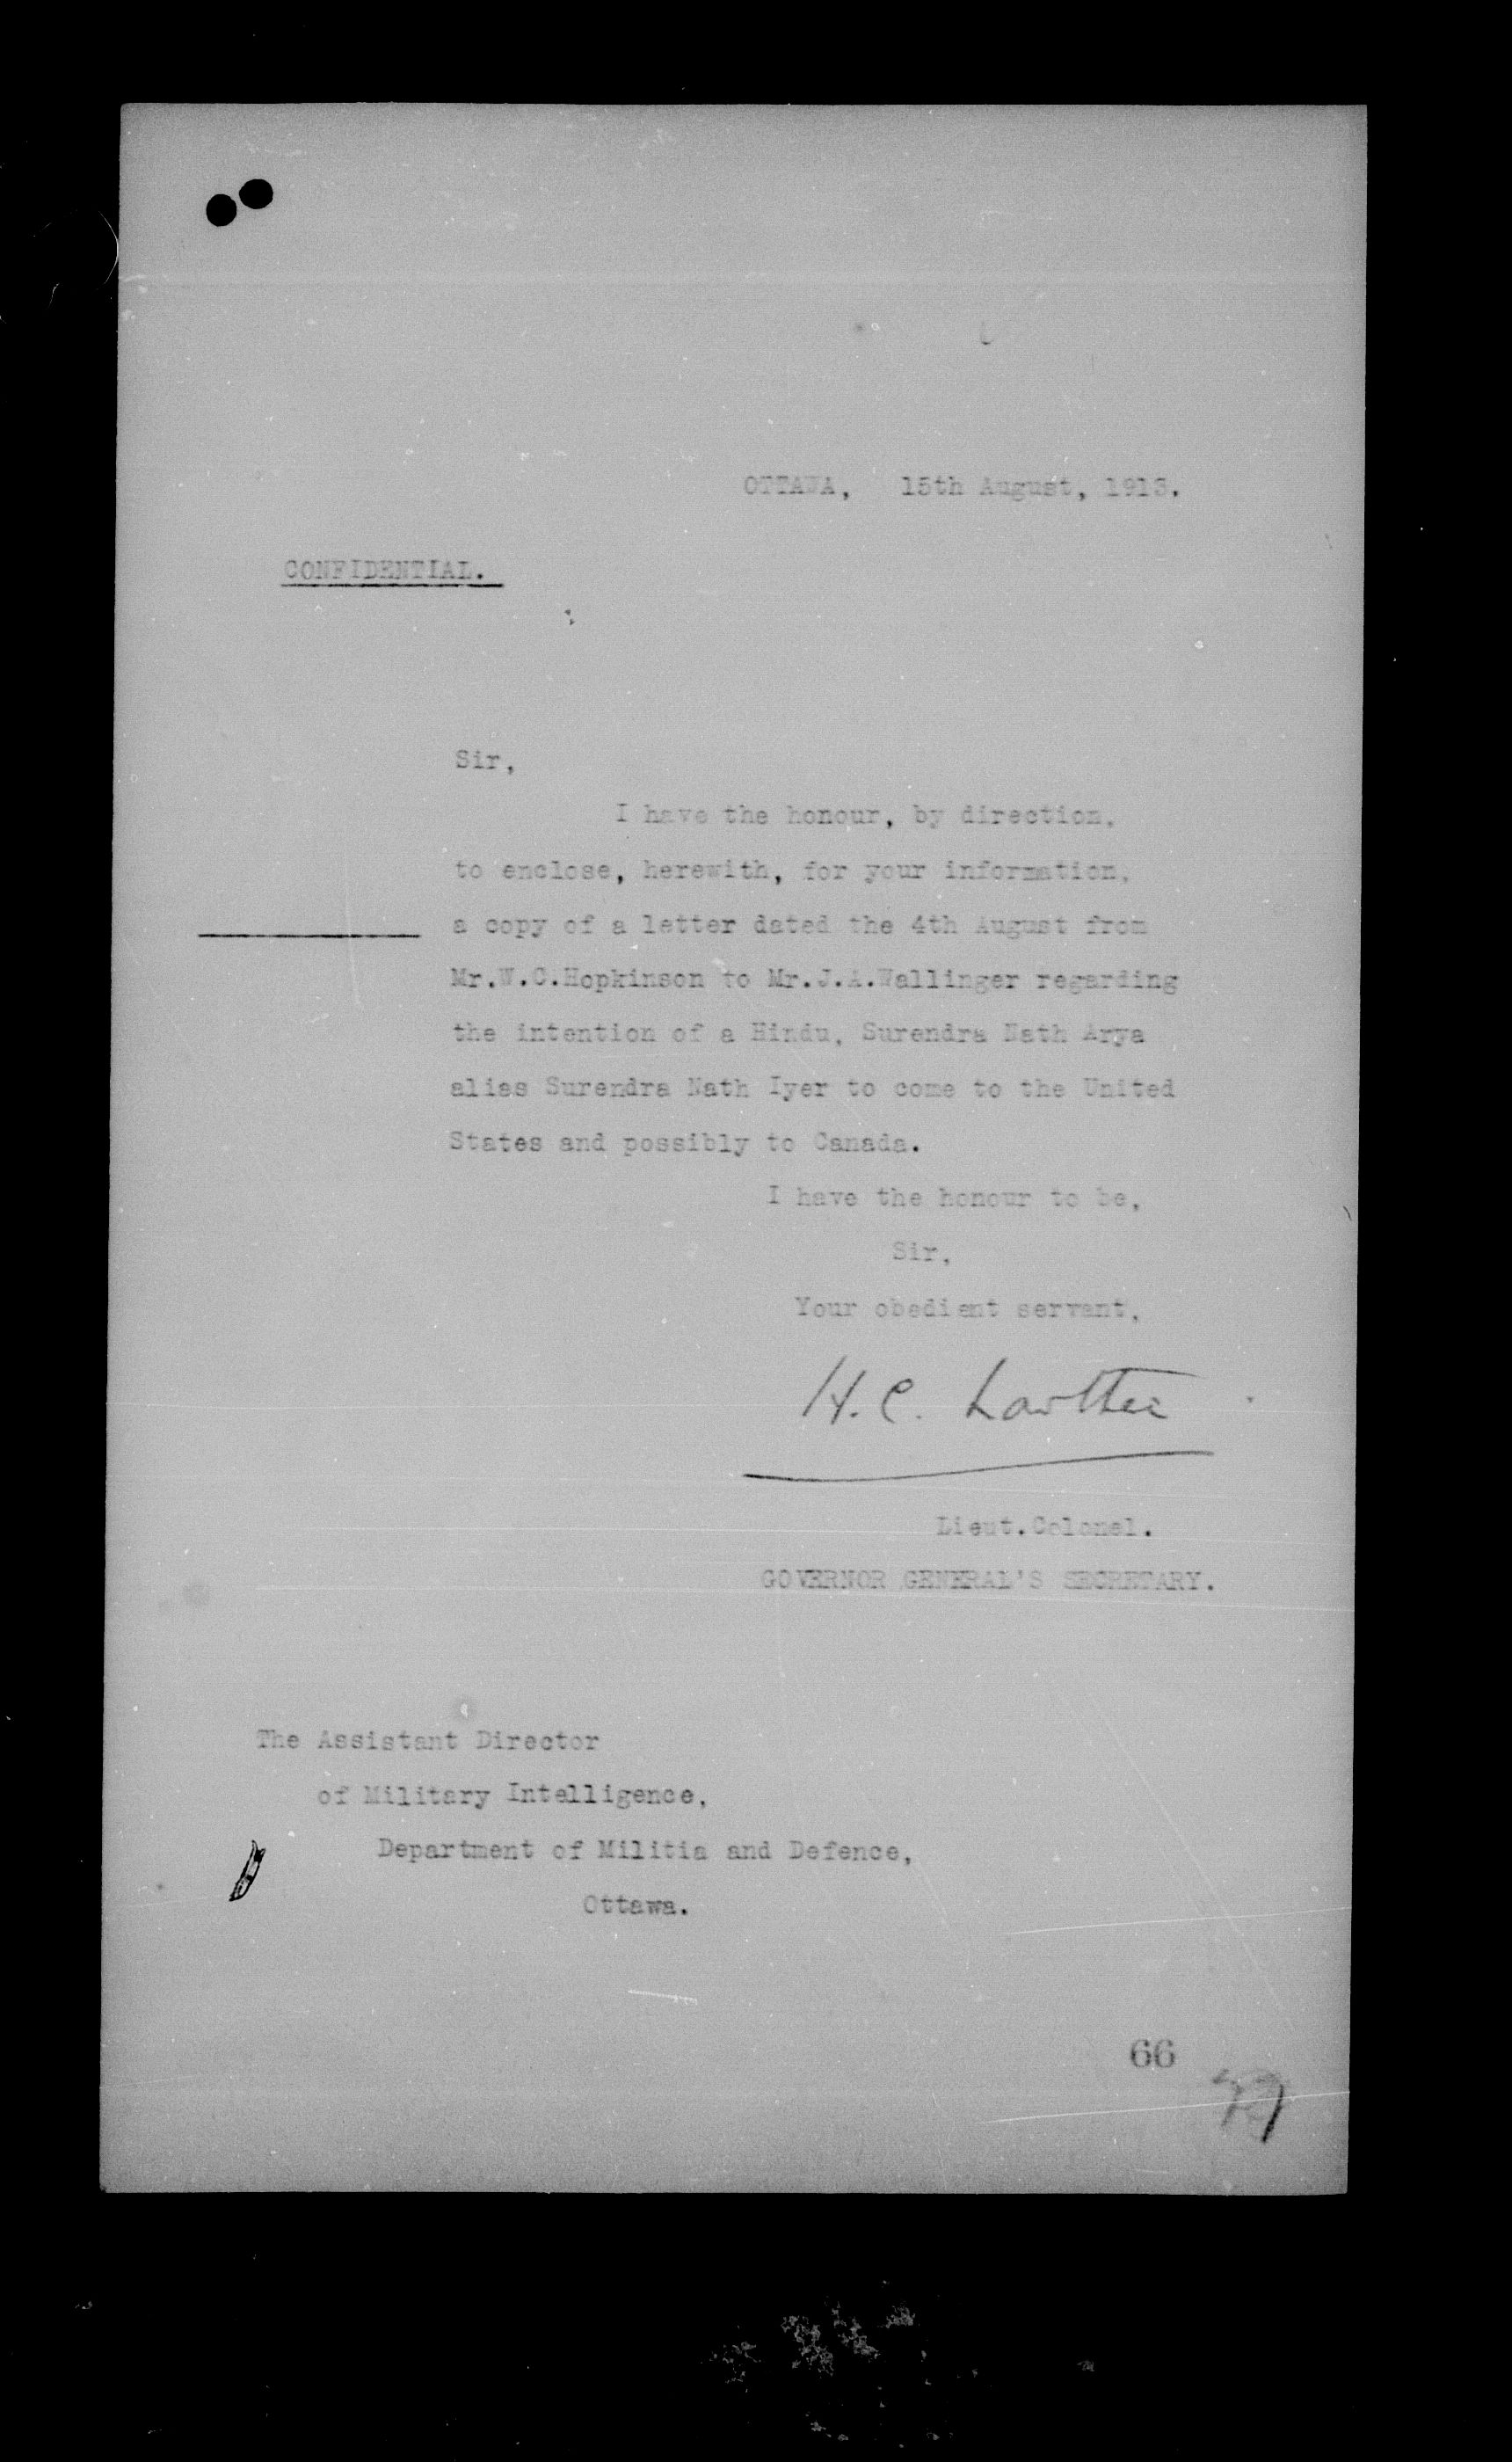 OTTAWA, 15th August, 1913.
CONFIDENTIAL.
Sir,
I have the honour, by direction,
to enclose, herewith, for your information,
a copy of a letter dated the 4th August from
Mr.W.C.Hopkinson to Mr.J.A.Wallinger regarding
the intention of a Hindu, Surendra Nath Arya
alias Surendra Nath Iyer to come to the United
States and possibly to Canada.
I have the honour to be,
Sir,
Your obedient servant,
H.C. Lowther
Lieut.Colonel.
GOVERNOR GENERAL'S SECRETARY.
The Assistant Director
of Military Intelligence,
Department of Militia and Defence,
Ottawa.
66